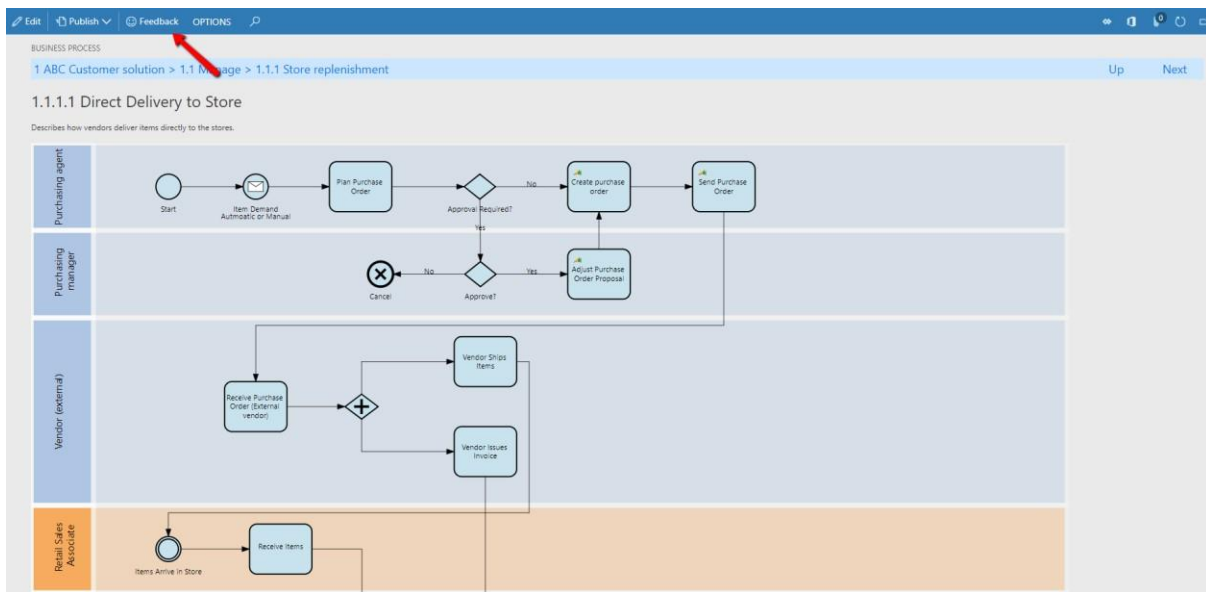 Edit Publish Feedback OPTIONS 0
BUSINESS PROCESS
1 ABC Customer solution > 1.1 Manage > 1.1.1 Store replenishment Up Next
1.1.1.1 Direct Delivery to Store
Describes how vendors deliver items directly to the stores.
Purchasing agent
Start
Item Demand
Autmoatic or Manual
Plan Purchase
Order
Approval Required?
No
Yes
Create purchase
order
Send Purchase
Order
Purchasing
manager
Cancel
No
Approve?
Yes
Adjust Purchase
Order Proposal
Vendor (external)
Receive Purchase
Order (External
vendor)
Vendor Ships
Items
Vendor Issues
Invoice
Retail Sales
Associate
Items Arrive in Store
Receive Items